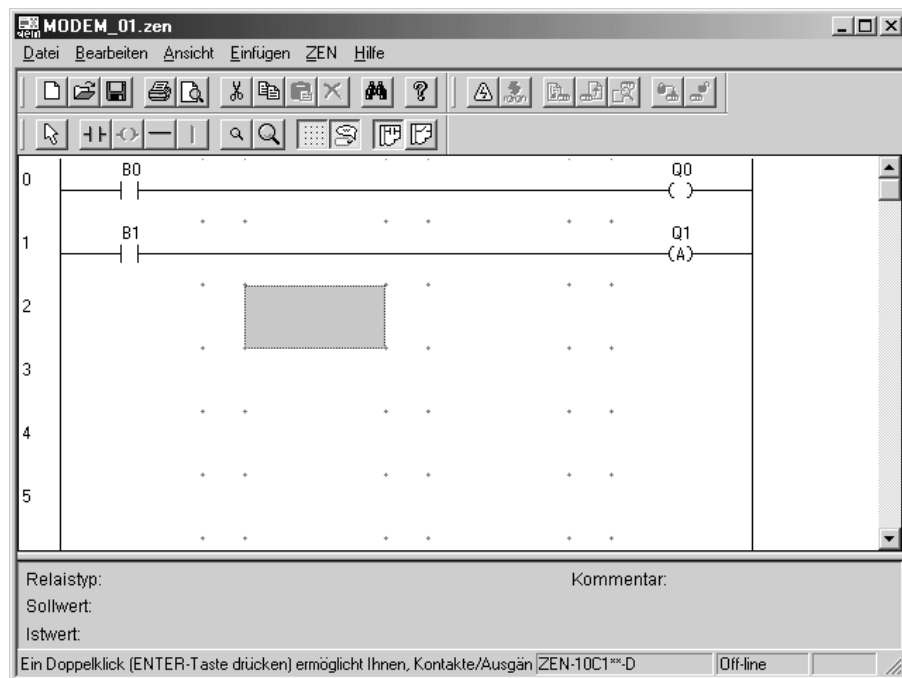 MODEM_01.zen
Datei Bearbeiten Ansicht Einfügen ZEN Hilfe
0 B0 Q0
1 B1 Q1
(A)
2
3
4
5
Relaistyp: Kommentar:
Sollwert:
Istwert:
Ein Doppelklick (ENTER-Taste drücken) ermöglicht Ihnen, Kontakte/Ausgän ZEN-10C1**-D Off-line